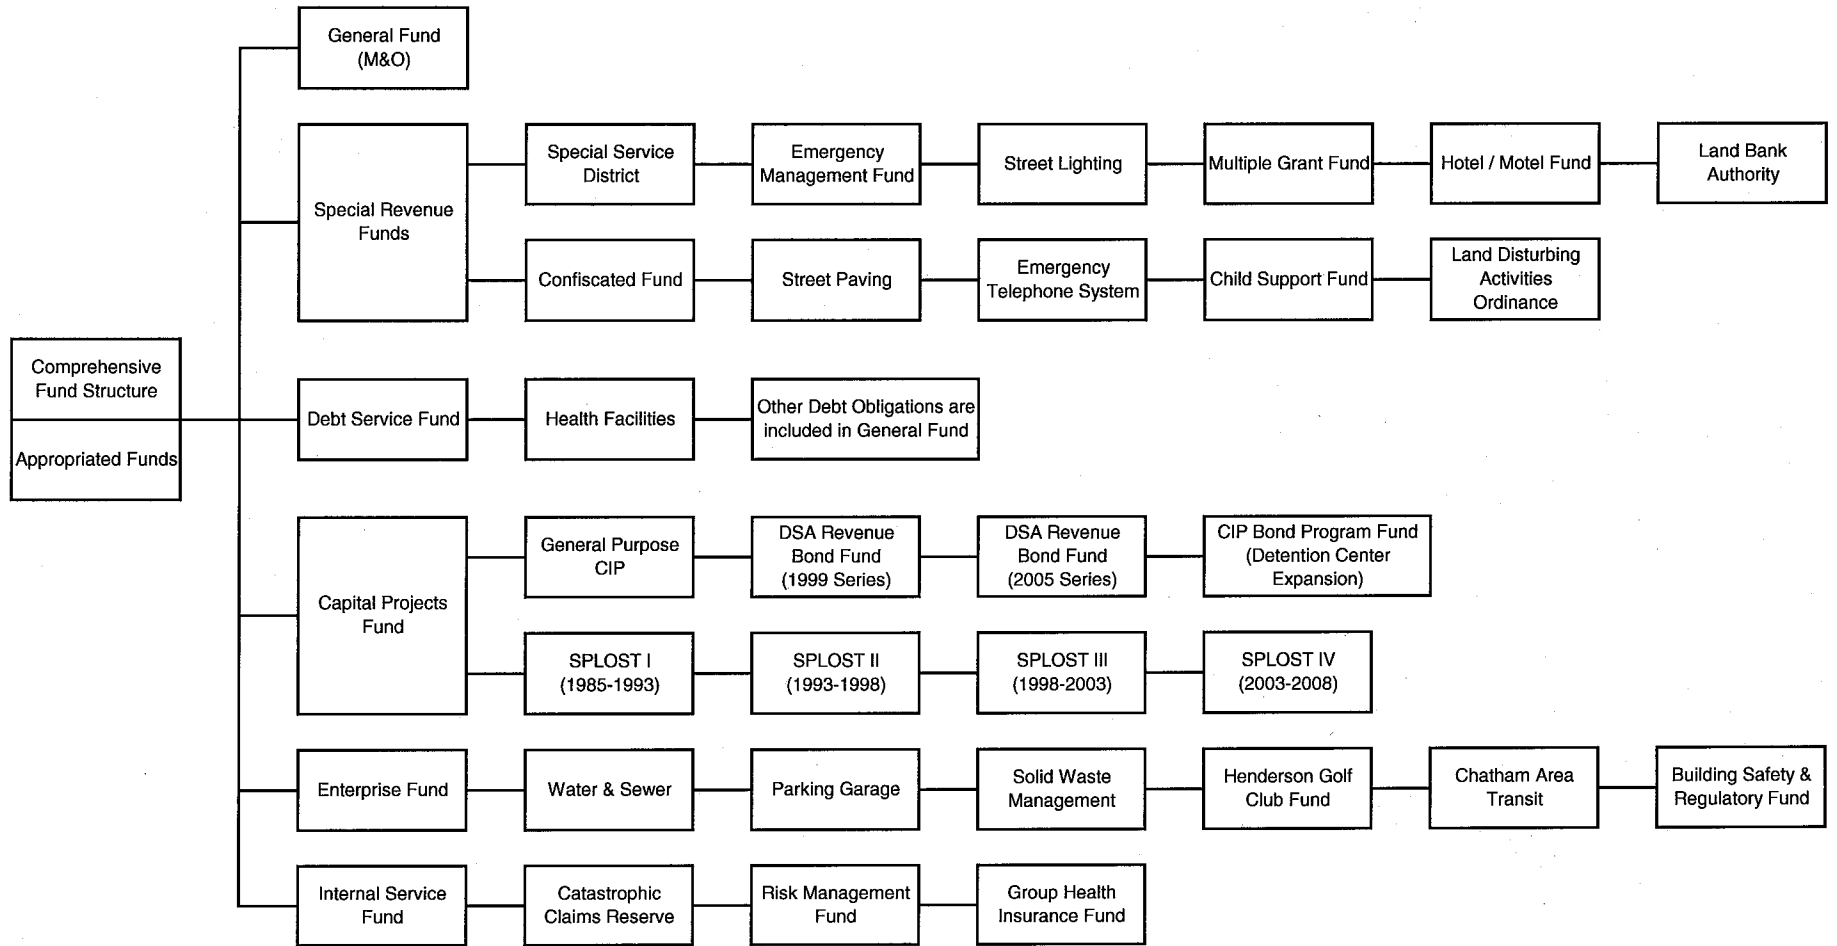 General Fund
(M&O)
Special Revenue
Funds
Special Service
District
Emergency
Management Fund
Street Lighting
Multiple Grant Fund
Hotel / Motel Fund
Land Bank
Authority
Confiscated Fund
Street Paving
Emergency
Telephone System
Child Support Fund
Land Disturbing
Activities
Ordinance
Comprehensive
Fund Structure
Appropriated Funds
Debt Service Fund
Health Facilities
Other Debt Obligations are
included in General Fund
Capital Projects
Fund
General Purpose
CIP
DSA Revenue
Bond Fund
(1999 Series)
DSA Revenue
Bond Fund
(2005 Series)
CIP Bond Program Fund
(Detention Center
Expansion)
SPLOST I
(1985-1993)
SPLOST II
(1993-1998)
SPLOST III
(1998-2003)
SPLOST IV
(2003-2008)
Enterprise Fund
Water & Sewer
Parking Garage
Solid Waste
Management
Henderson Golf
Club Fund
Chatham Area
Transit
Building Safety &
Regulatory Fund
Internal Service
Fund
Catastrophic
Claims Reserve
Risk Management
Fund
Group Health
Insurance Fund